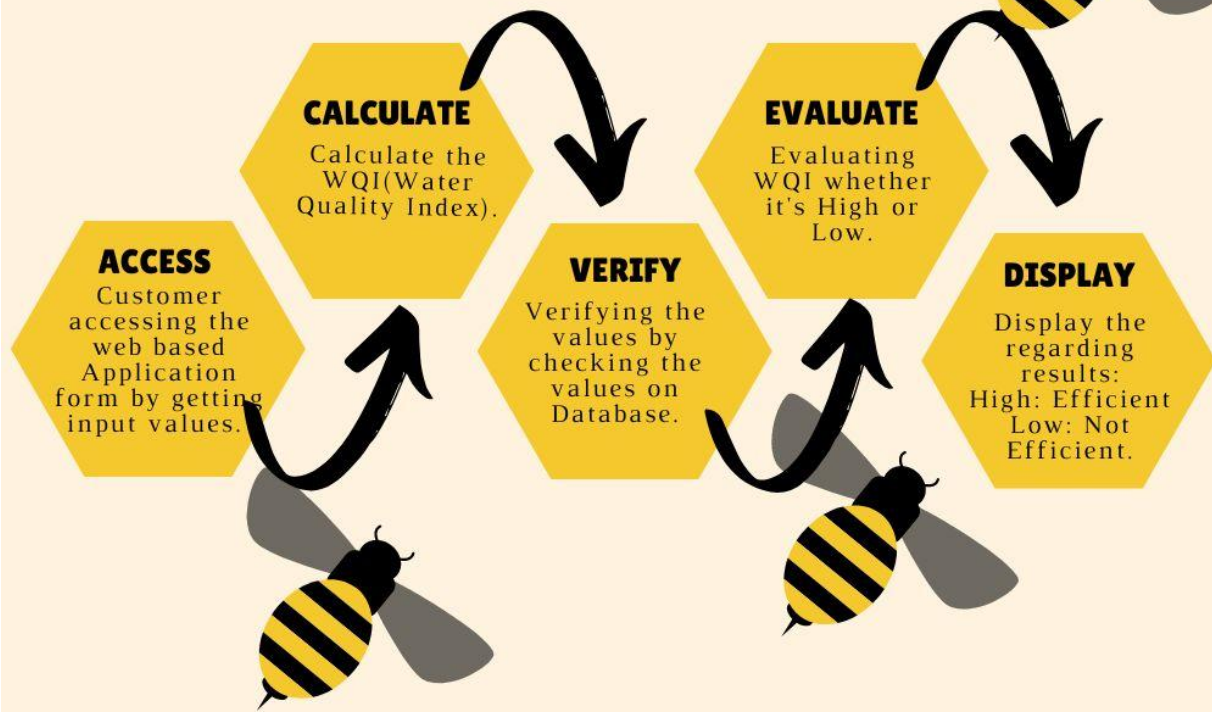 ACCESS
Customer
accessing the
web based
Application
form by getting
input values.
CALCULATE
Calculate the
WQI(Water
Quality Index).
VERIFY
Verifying the
values by
checking the
values on
Database.
EVALUATE
Evaluating
WQI whether
it's High or
Low.
DISPLAY
Display the
regarding
results:
High: Efficient
Low: Not
Efficient.